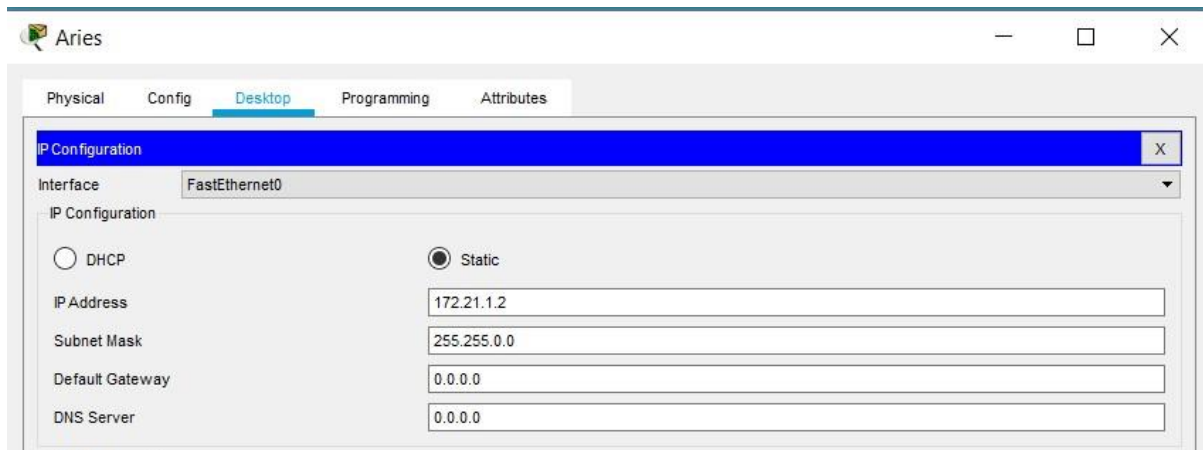 Aries
Physical Config Desktop Programming Attributes
IP Configuration X
Interface FastEthernet0
IP Configuration
DHCP Static
IP Address 172.21.1.2
Subnet Mask 255.255.0.0
Default Gateway 0.0.0.0
DNS Server 0.0.0.0